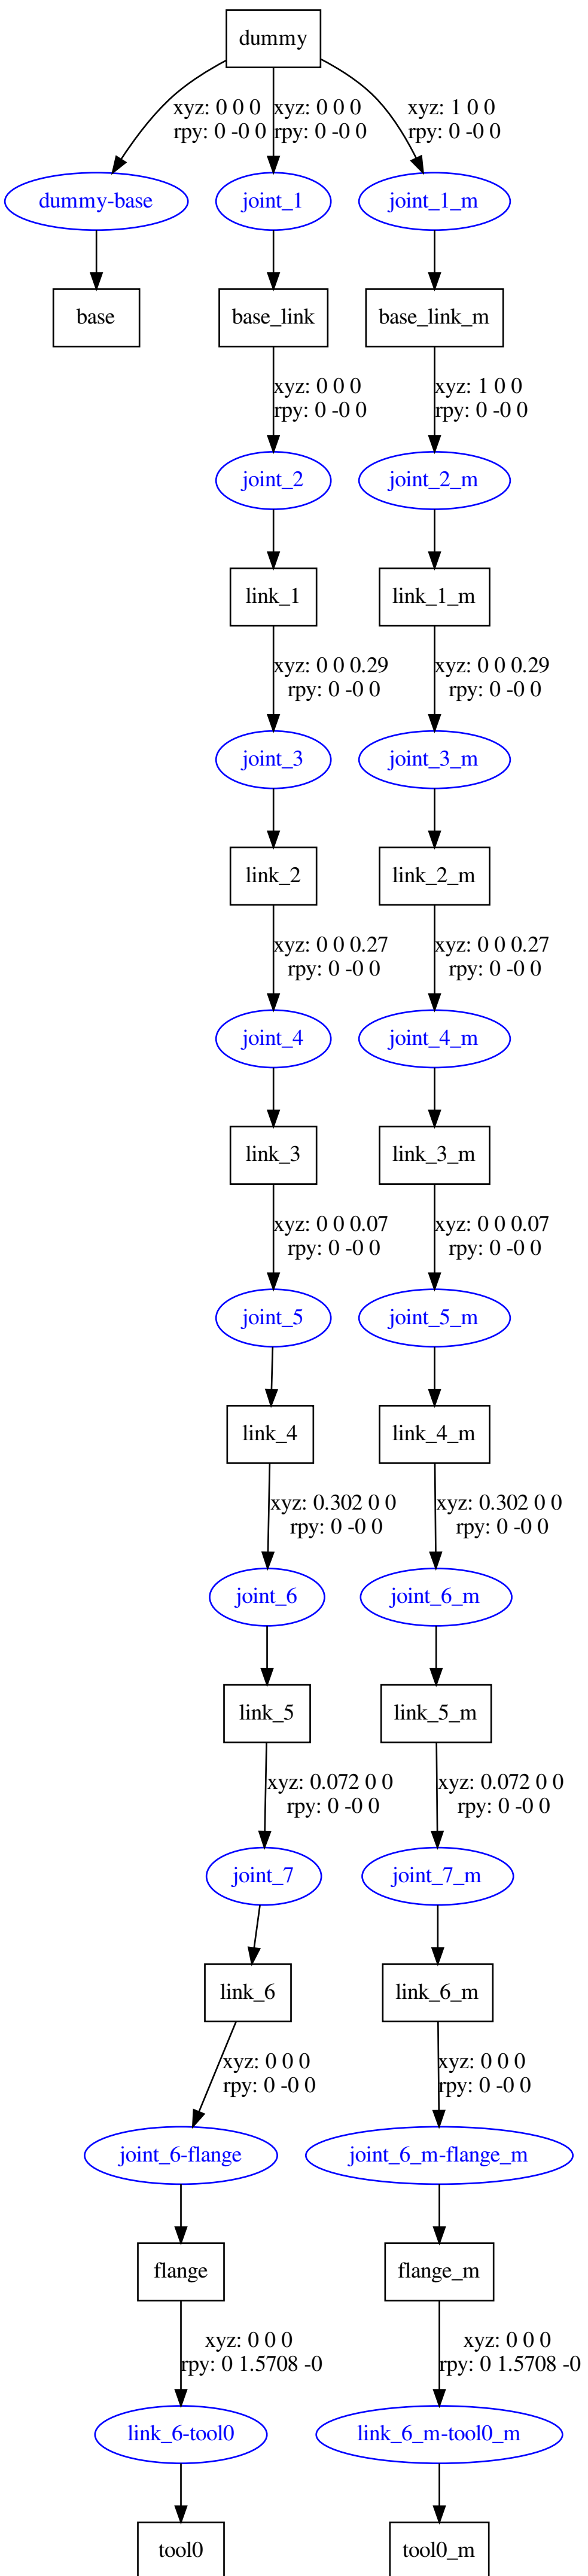 dummy
xyz: 0 0 0
rpy: 0 -0 0
xyz: 0 0 0
rpy: 0 -0 0
xyz: 1 0 0
rpy: 0 -0 0
dummy-base
joint_1
joint_1_m
base
base_link
base_link_m
xyz: 0 0 0
rpy: 0 -0 0
xyz: 1 0 0
rpy: 0 -0 0
joint_2
joint_2_m
link_1
link_1_m
xyz: 0 0 0.29
rpy: 0 -0 0
xyz: 0 0 0.29
rpy: 0 -0 0
joint_3
joint_3_m
link_2
link_2_m
xyz: 0 0 0.27
rpy: 0 -0 0
xyz: 0 0 0.27
rpy: 0 -0 0
joint_4
joint_4_m
link_3
link_3_m
xyz: 0 0 0.07
rpy: 0 -0 0
xyz: 0 0 0.07
rpy: 0 -0 0
joint_5
joint_5_m
link_4
link_4_m
xyz: 0.302 0 0
rpy: 0 -0 0
xyz: 0.302 0 0
rpy: 0 -0 0
joint_6
joint_6_m
link_5
link_5_m
xyz: 0.072 0 0
rpy: 0 -0 0
xyz: 0.072 0 0
rpy: 0 -0 0
joint_7
joint_7_m
link_6
link_6_m
xyz: 0 0 0
rpy: 0 -0 0
xyz: 0 0 0
rpy: 0 -0 0
joint_6-flange
joint_6_m-flange_m
flange
flange_m
xyz: 0 0 0
rpy: 0 1.5708 -0
xyz: 0 0 0
rpy: 0 1.5708 -0
link_6-tool0
link_6_m-tool0_m
tool0
tool0_m